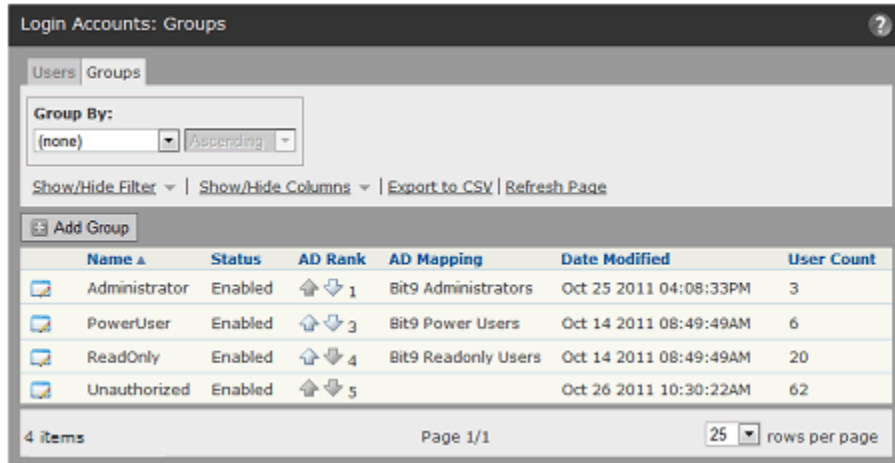 Login Accounts: Groups ?
Users Groups
Group By:
(none) Ascending
Show/Hide Filter | Show/Hide Columns | Export to CSV | Refresh Page
Add Group
Name Status AD Rank AD Mapping Date Modified User Count
Administrator Enabled 1 Bit9 Administrators Oct 25 2011 04:08:33PM 3
PowerUser Enabled 3 Bit9 Power Users Oct 14 2011 08:49:49AM 6
ReadOnly Enabled 4 Bit9 Readonly Users Oct 14 2011 08:49:49AM 20
Unauthorized Enabled 5 Oct 26 2011 10:30:22AM 62
4 items Page 1/1 25 rows per page